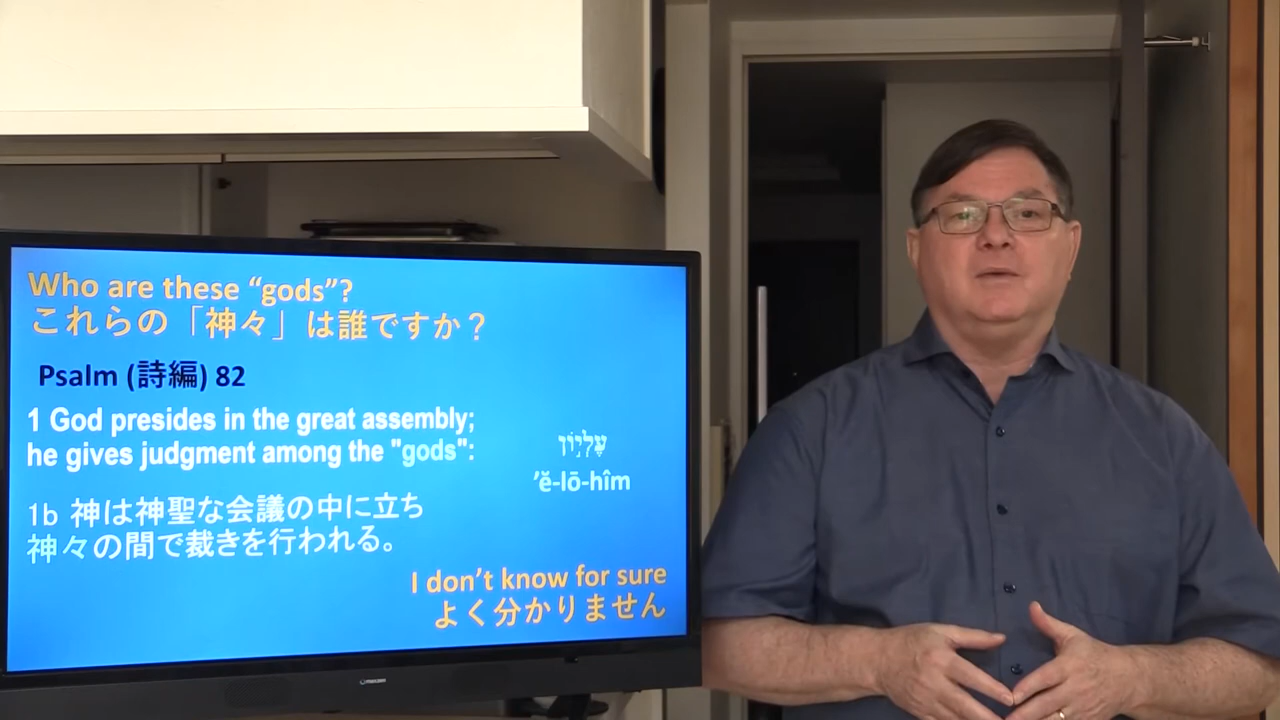 Who are these “gods”?
これらの「神々」は誰ですか？
Psalm (詩編) 82
1 God presides in the great assembly;
he gives judgment among the "gods":
עֶלְיוֹן
’ĕ-lō-hîm
1b 神は神聖な会議の中に立ち
神々の間で裁きを行われる。
I don’t know for sure
よく分かりません